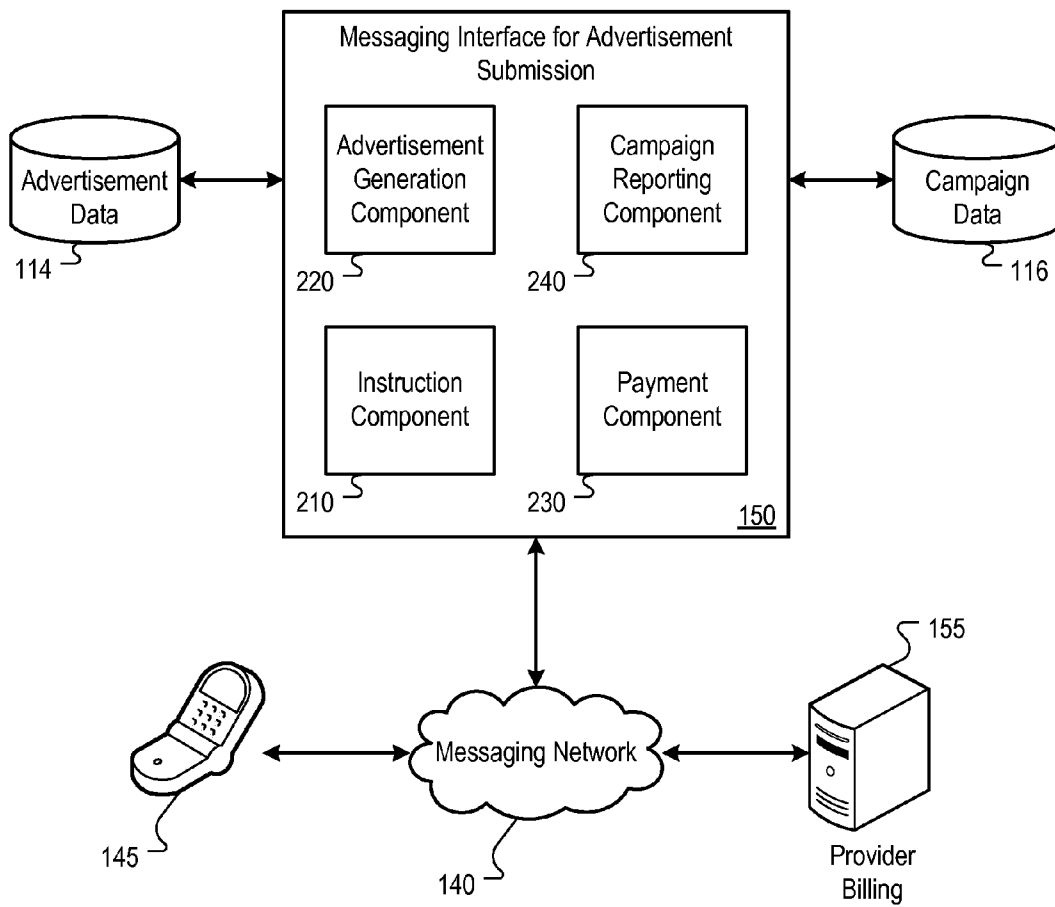 Messaging Interface for Advertisement
Submission
Advertisement
Data
114
Advertisement
Generation
Component
220
Campaign
Reporting
Component
240
Campaign
Data
116
Instruction
Component
210
Payment
Component
230
150
155
Messaging Network
145
140
Provider
Billing